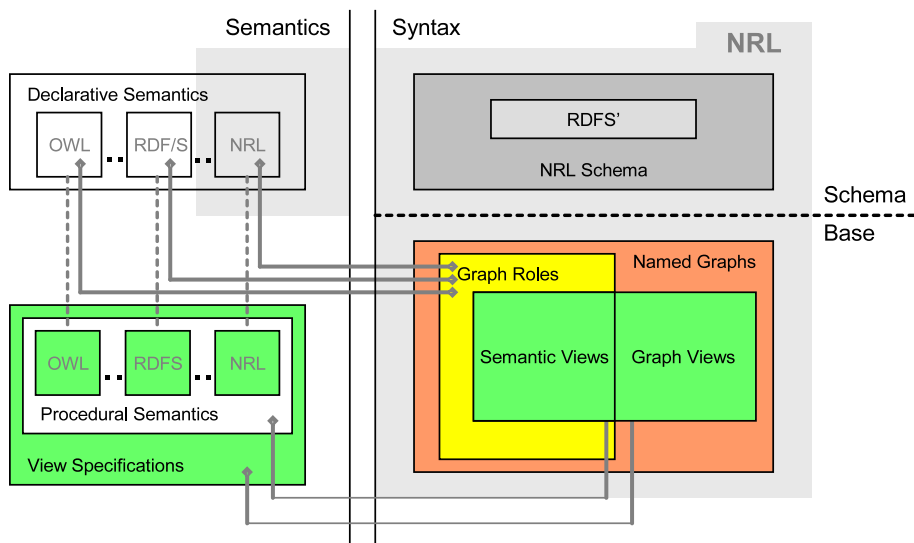 Semantics
Syntax
NRL
Declarative Semantics
OWL
RDF/S
NRL
RDFS’
NRL Schema
Schema
Base
Graph Roles
Named Graphs
Semantic Views
Graph Views
OWL
RDFS
NRL
Procedural Semantics
View Specifications